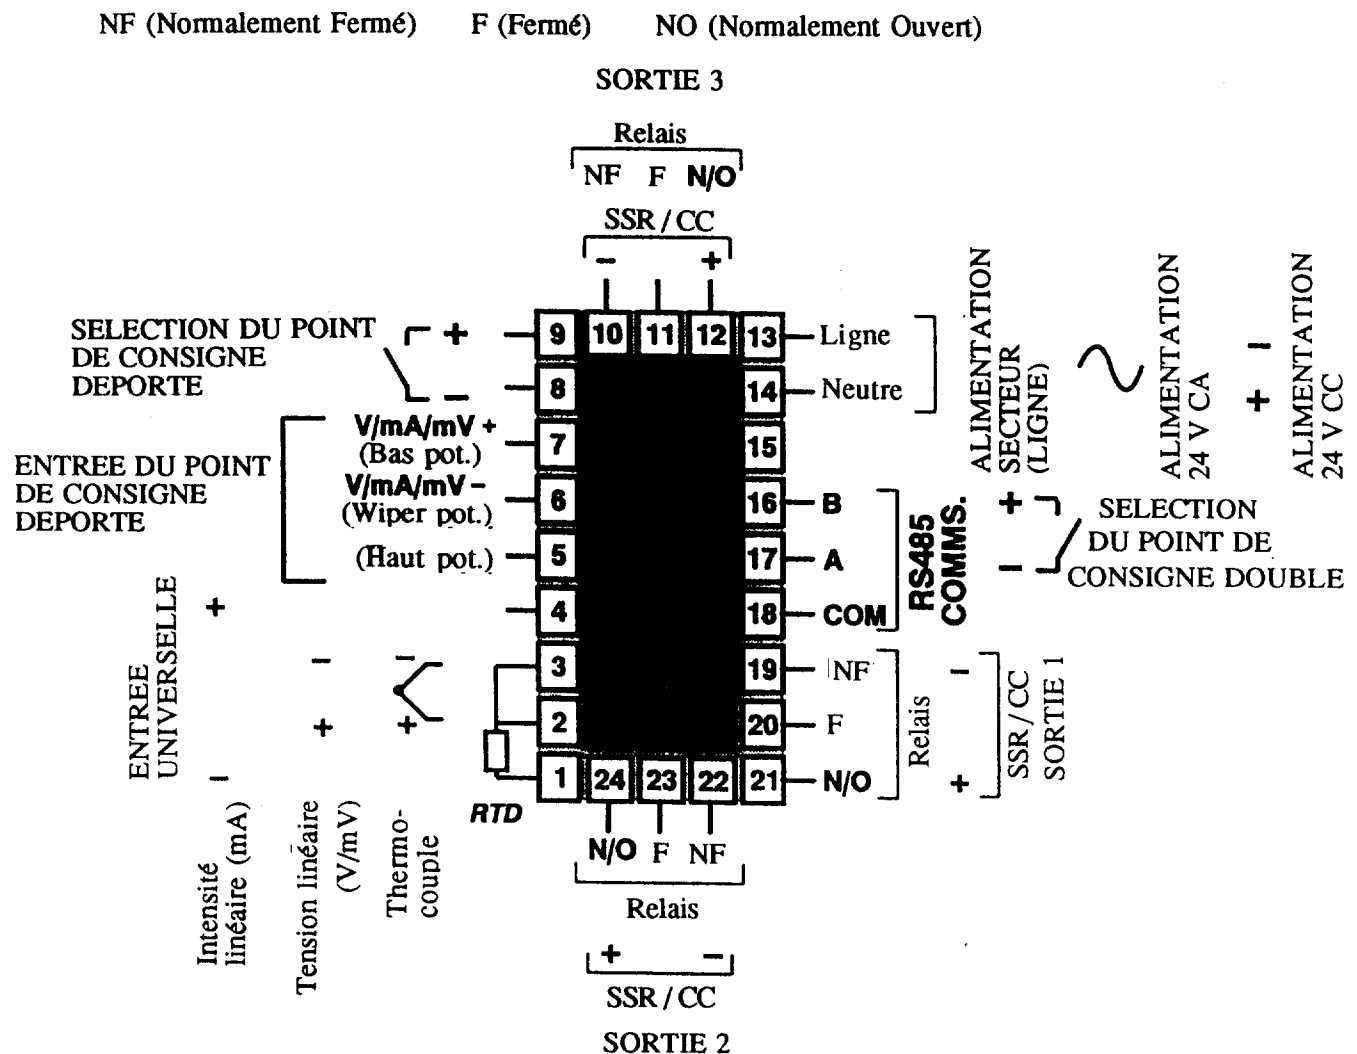 NF (Normalement Fermé) F (Fermé) NO (Normalement Ouvert)
SORTIE 3
Relais
NF F N/O
SSR / CC
− +
SELECTION DU POINT
DE CONSIGNE
DEPORTE
+
−
ENTREE DU POINT
DE CONSIGNE
DEPORTE
V/mA/mV +
(Bas pot.)
V/mA/mV −
(Wiper pot.)
(Haut pot.)
ENTREE
UNIVERSELLE
+
−
− −
+ +
Intensité
linéaire (mA)
Tension linéaire
(V/mV)
Thermo-
couple
RTD
9
8
7
6
5
4
3
2
1
10 11 12
13
14
15
16
17
18
19
20
21
24 23 22
Ligne
Neutre
ALIMENTATION
SECTEUR
(LIGNE)
ALIMENTATION
24 V CA
−
+
ALIMENTATION
24 V CC
B
A
COM
RS485
COMMS.
+
−
SELECTION
DU POINT DE
CONSIGNE DOUBLE
NF
F
N/O
Relais
−
+
SSR / CC
SORTIE 1
N/O F NF
Relais
+ −
SSR / CC
SORTIE 2